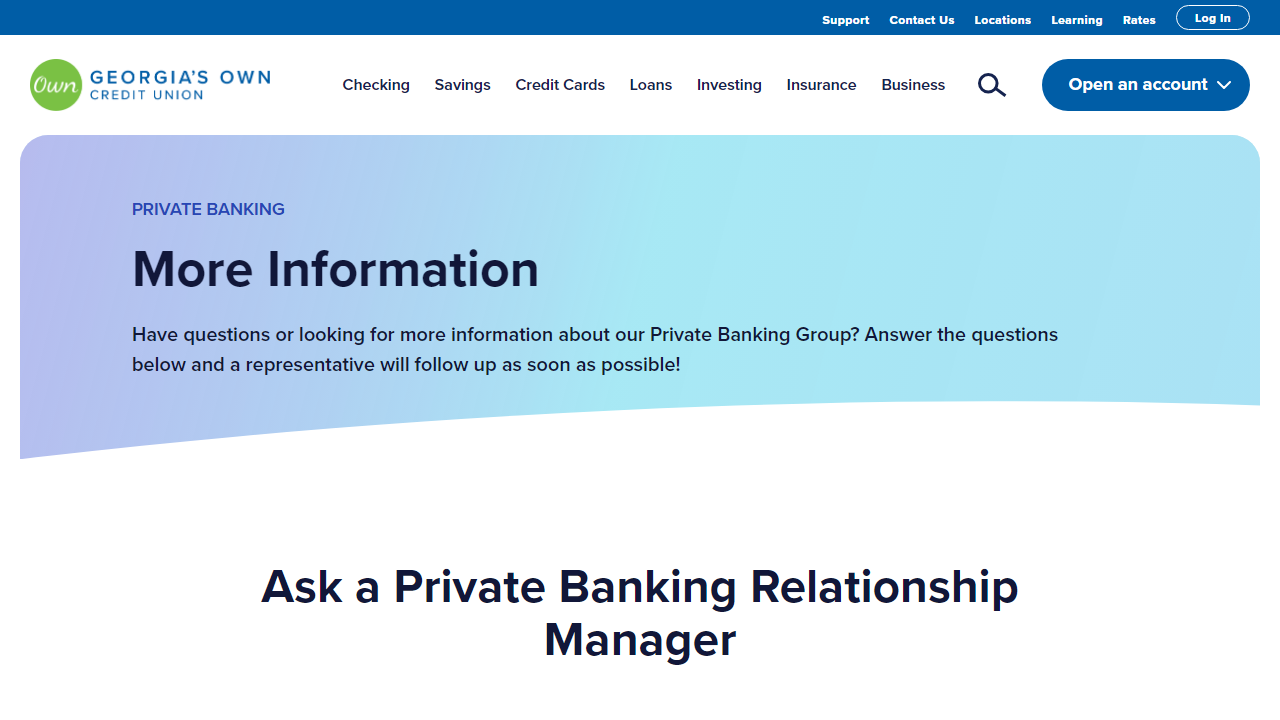 Support Contact Us Locations Learning Rates Log In
Own GEORGIA'S OWN
CREDIT UNION
Checking Savings Credit Cards Loans Investing Insurance Business Open an account
PRIVATE BANKING
More Information
Have questions or looking for more information about our Private Banking Group? Answer the questions
below and a representative will follow up as soon as possible!
Ask a Private Banking Relationship
Manager